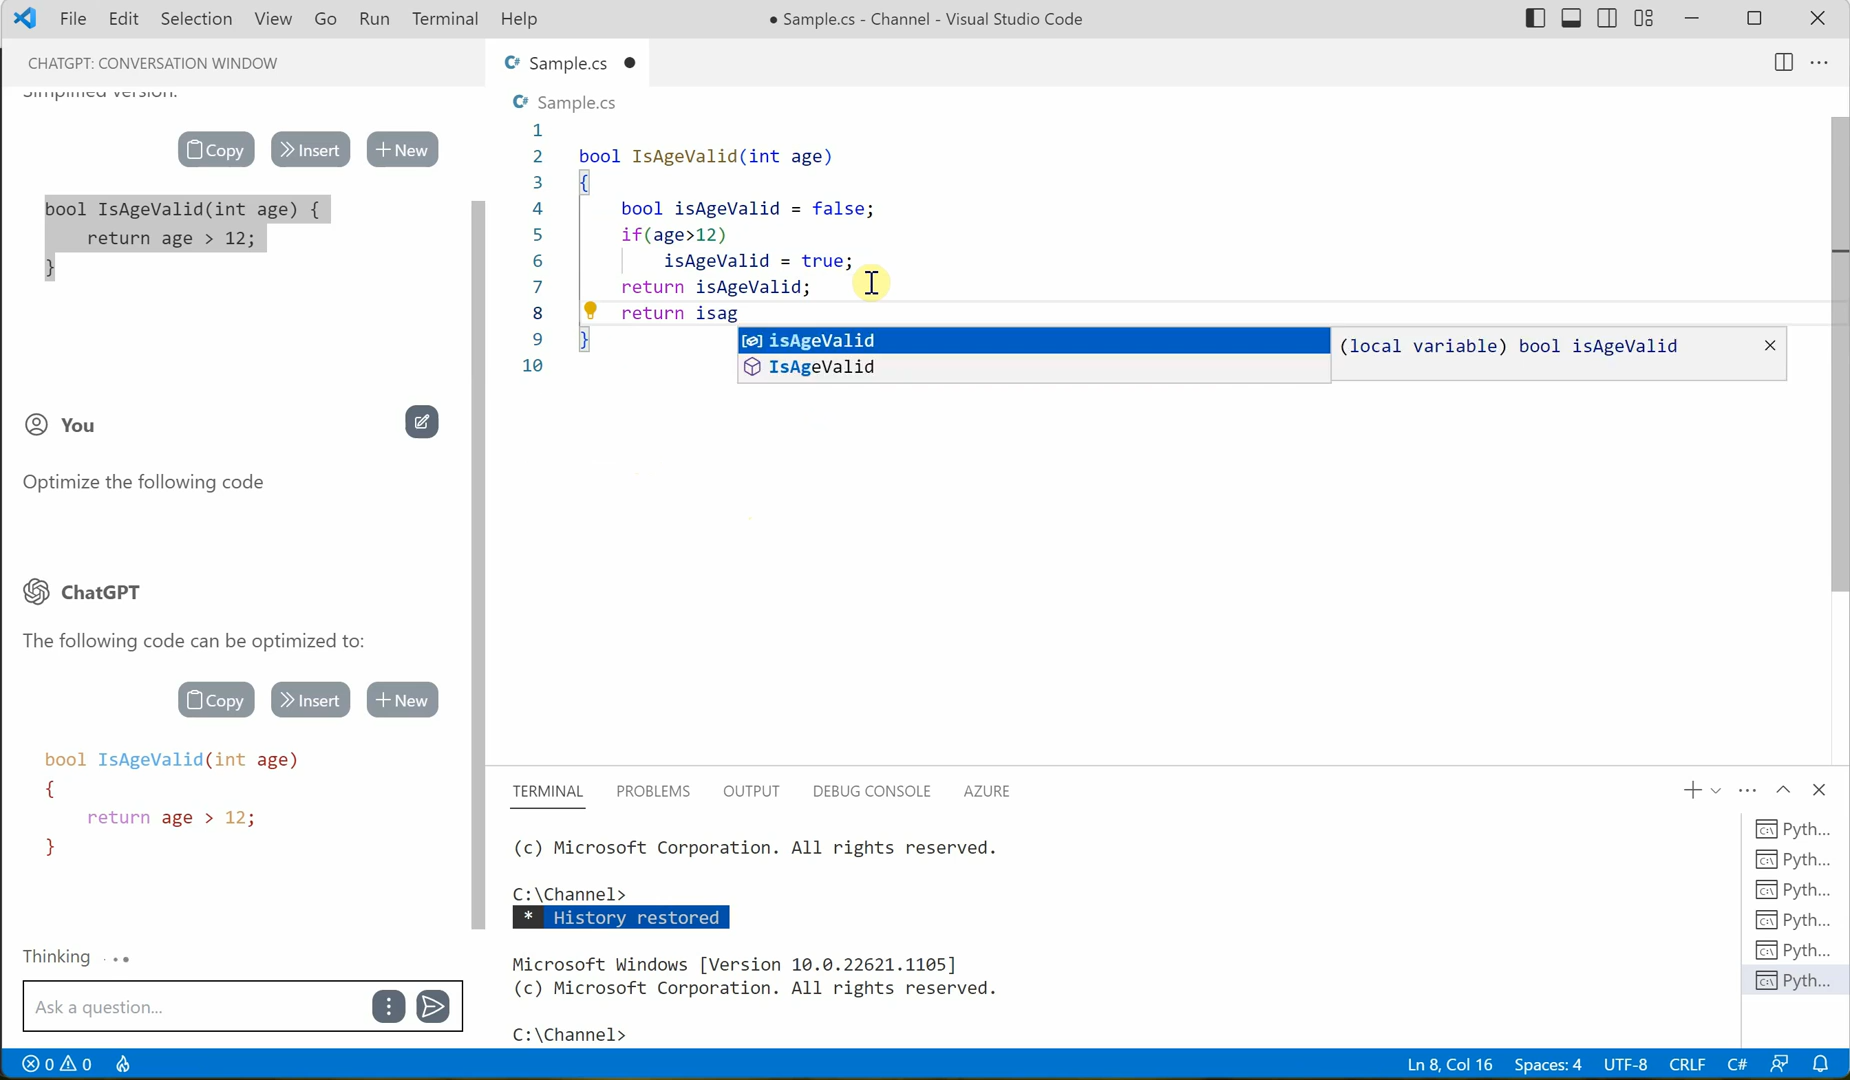 File Edit Selection View Go Run Terminal Help
● Sample.cs - Channel - Visual Studio Code
CHATGPT: CONVERSATION WINDOW
Simplified version:
Copy
Insert
New
bool IsAgeValid(int age) {
return age > 12;
}
You
Optimize the following code
ChatGPT
The following code can be optimized to:
Copy
Insert
New
bool IsAgeValid(int age)
{
return age > 12;
}
Thinking
Ask a question...
C# Sample.cs ●
C# Sample.cs
1
2 bool IsAgeValid(int age)
3 {
4 bool isAgeValid = false;
5 if(age>12)
6 isAgeValid = true;
7 return isAgeValid;
8 return isag
9 }
10
isAgeValid
IsAgeValid
(local variable) bool isAgeValid
TERMINAL PROBLEMS OUTPUT DEBUG CONSOLE AZURE
(c) Microsoft Corporation. All rights reserved.
C:\Channel>
* History restored
Microsoft Windows [Version 10.0.22621.1105]
(c) Microsoft Corporation. All rights reserved.
C:\Channel>
Pyth...
Pyth...
Pyth...
Pyth...
Pyth...
Pyth...
0 0
Ln 8, Col 16 Spaces: 4 UTF-8 CRLF C#